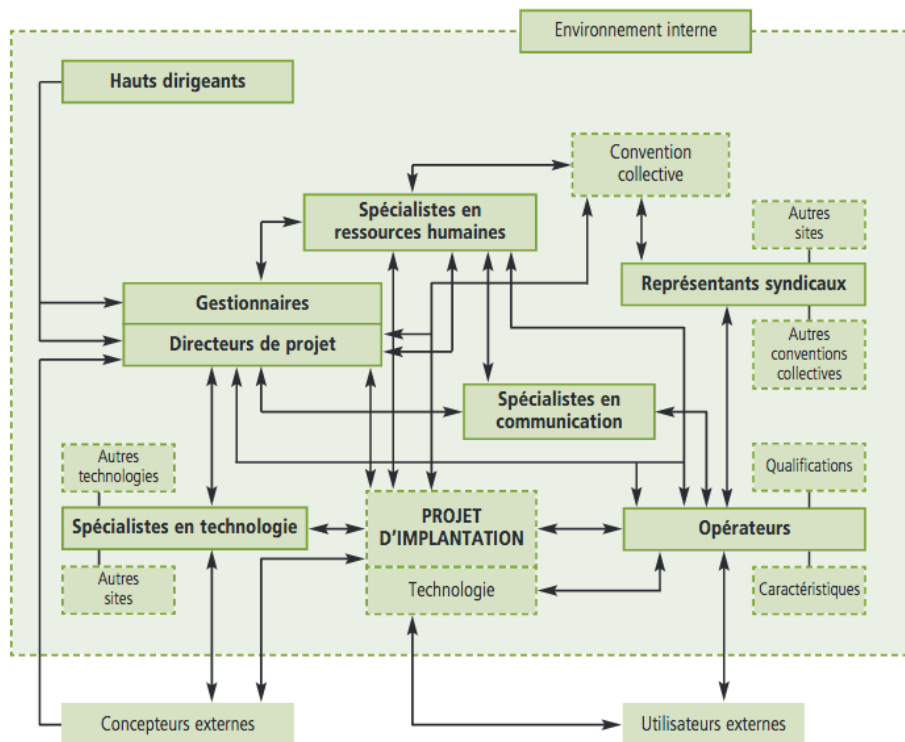 Environnement interne
Hauts dirigeants
Convention
collective
Spécialistes en
ressources humaines
Autres
sites
Gestionnaires
Représentants syndicaux
Directeurs de projet
Autres
conventions
collectives
Spécialistes en
communication
Autres
technologies
Qualifications
Spécialistes en technologie
PROJET
D'IMPLANTATION
Opérateurs
Autres
sites
Technologie
Caractéristiques
Concepteurs externes
Utilisateurs externes